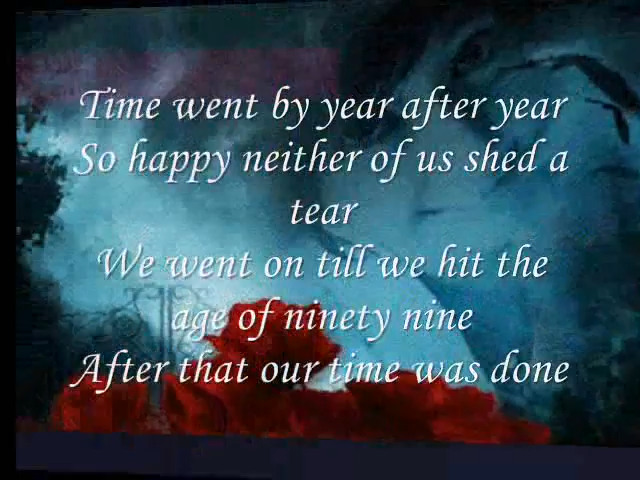 Time went by year after year
So happy neither of us shed a
tear
We went on till we hit the
age of ninety nine
After that our time was done